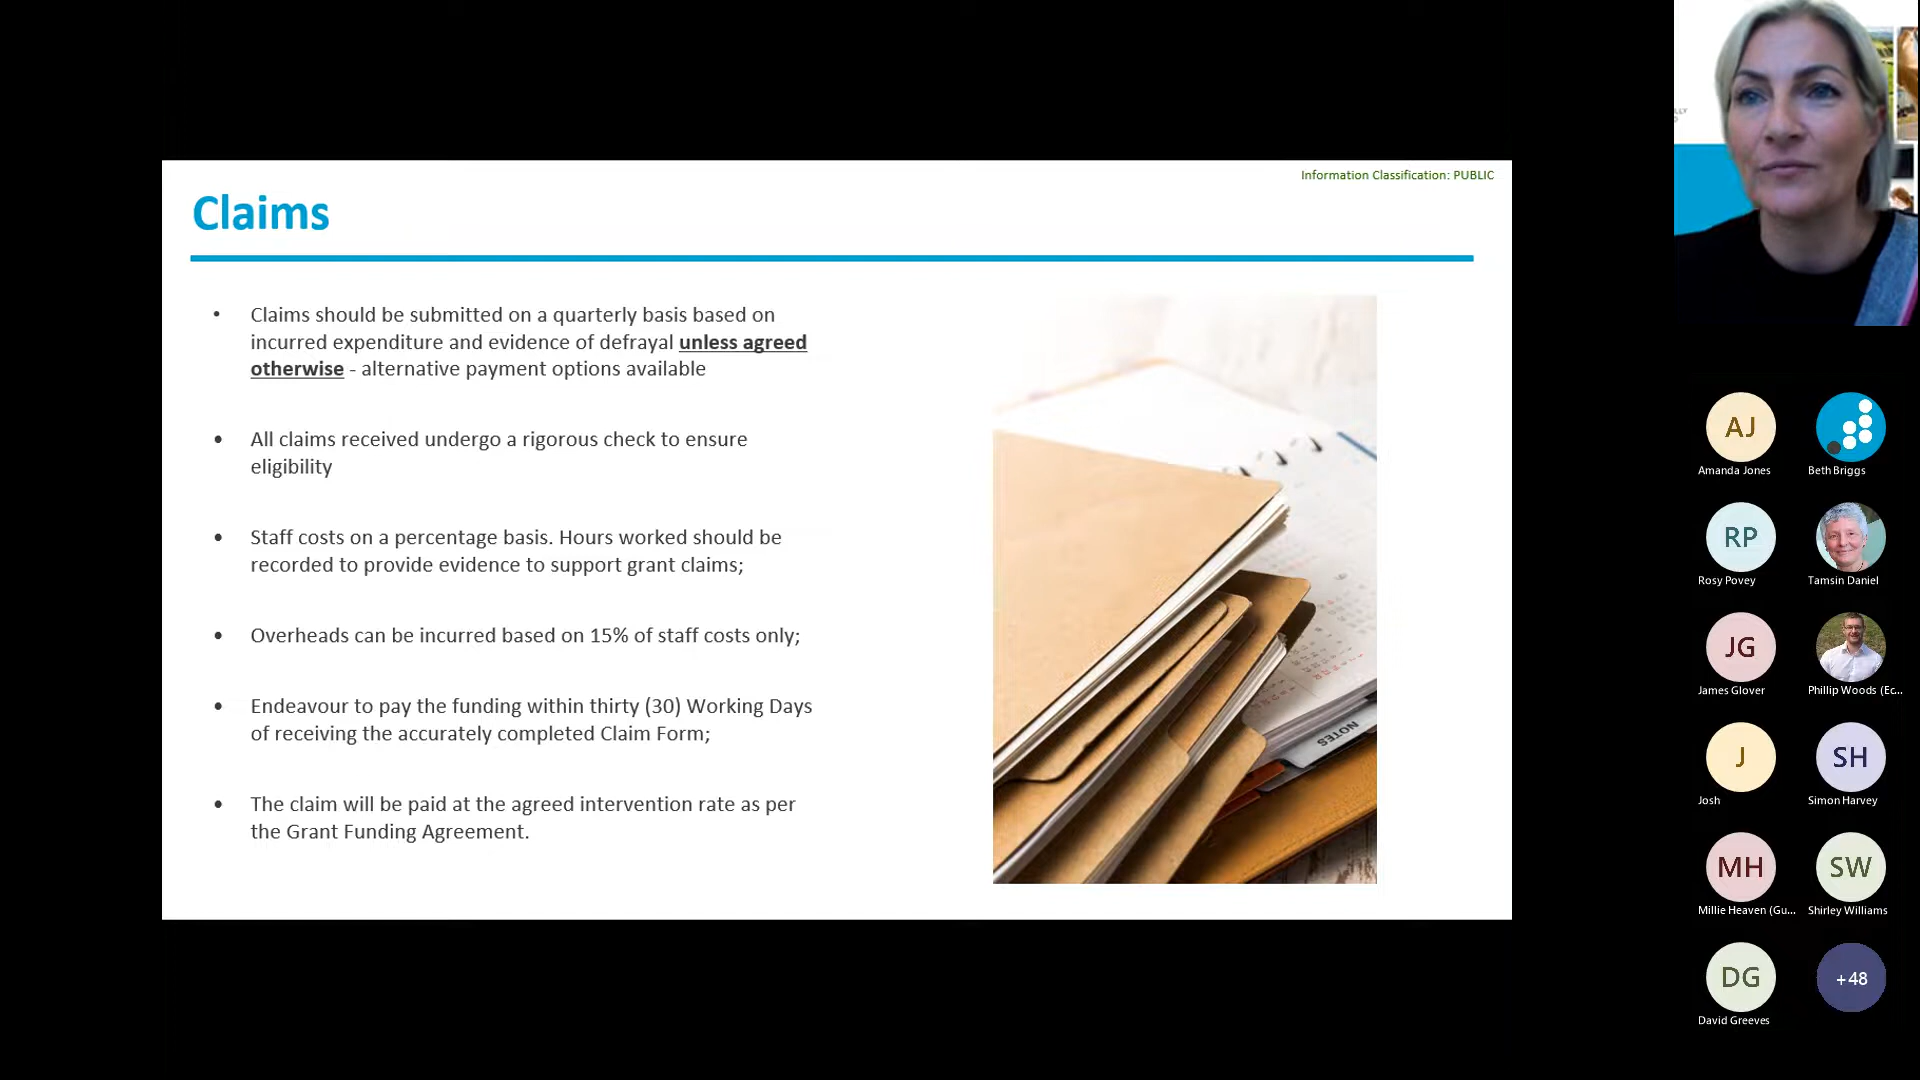 Information Classification: PUBLIC
Claims
• Claims should be submitted on a quarterly basis based on
incurred expenditure and evidence of defrayal unless agreed
otherwise - alternative payment options available
• All claims received undergo a rigorous check to ensure
eligibility
• Staff costs on a percentage basis. Hours worked should be
recorded to provide evidence to support grant claims;
• Overheads can be incurred based on 15% of staff costs only;
• Endeavour to pay the funding within thirty (30) Working Days
of receiving the accurately completed Claim Form;
• The claim will be paid at the agreed intervention rate as per
the Grant Funding Agreement.
NOTES
AJ
Amanda Jones
Beth Briggs
RP
Rosy Povey
Tamsin Daniel
JG
James Glover
Phillip Woods (Ec...
J
Josh
SH
Simon Harvey
MH
Millie Heaven (Gu...
SW
Shirley Williams
DG
David Greeves
+48